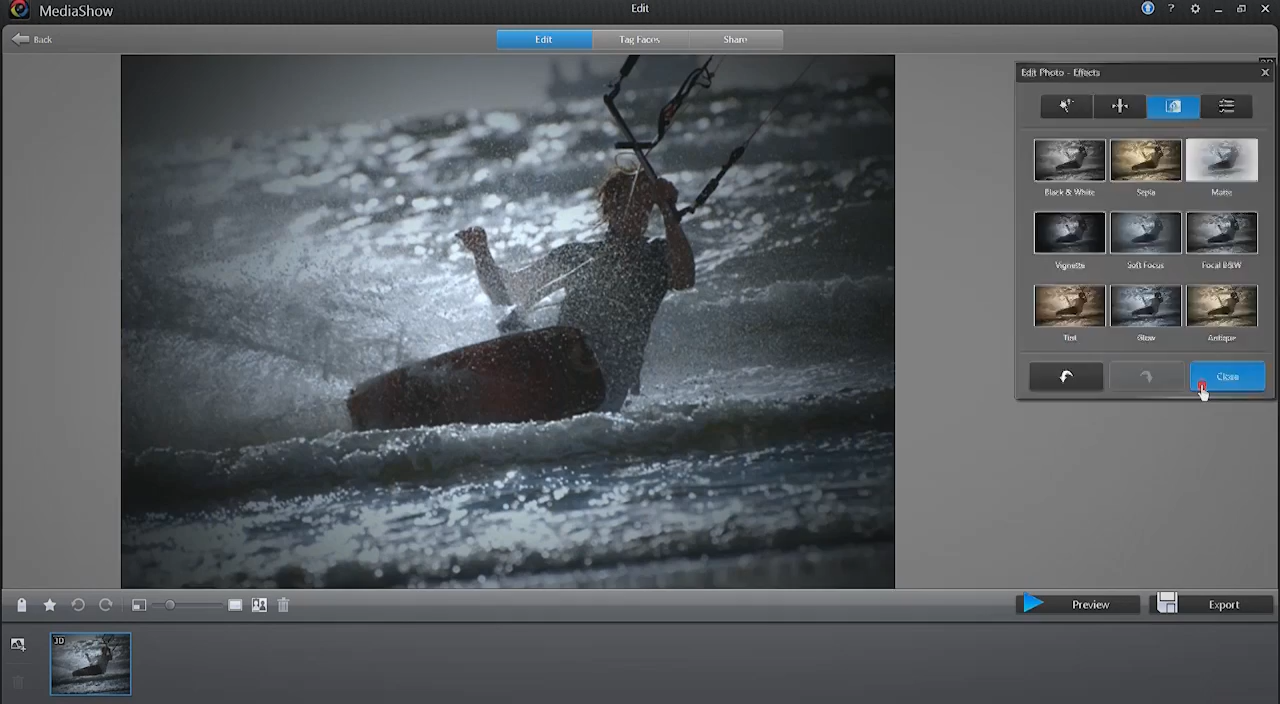 MediaShow
Edit
Back
Edit
Tag Faces
Share
Edit Photo - Effects
Black & White
Sepia
Matte
Vignette
Soft Focus
Focal B&W
Tint
Glow
Antique
Close
Preview
Export
3D